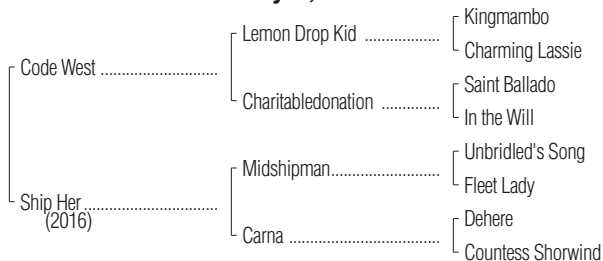 Kingmambo
Lemon Drop Kid ..................
Charming Lassie
Code West .............................
Saint Ballado
Charitabledonation ..............
In the Will
Unbridled's Song
Midshipman...........................
Fleet Lady
Ship Her.................................
(2016)
Dehere
Carna .....................................
Countess Shorwind